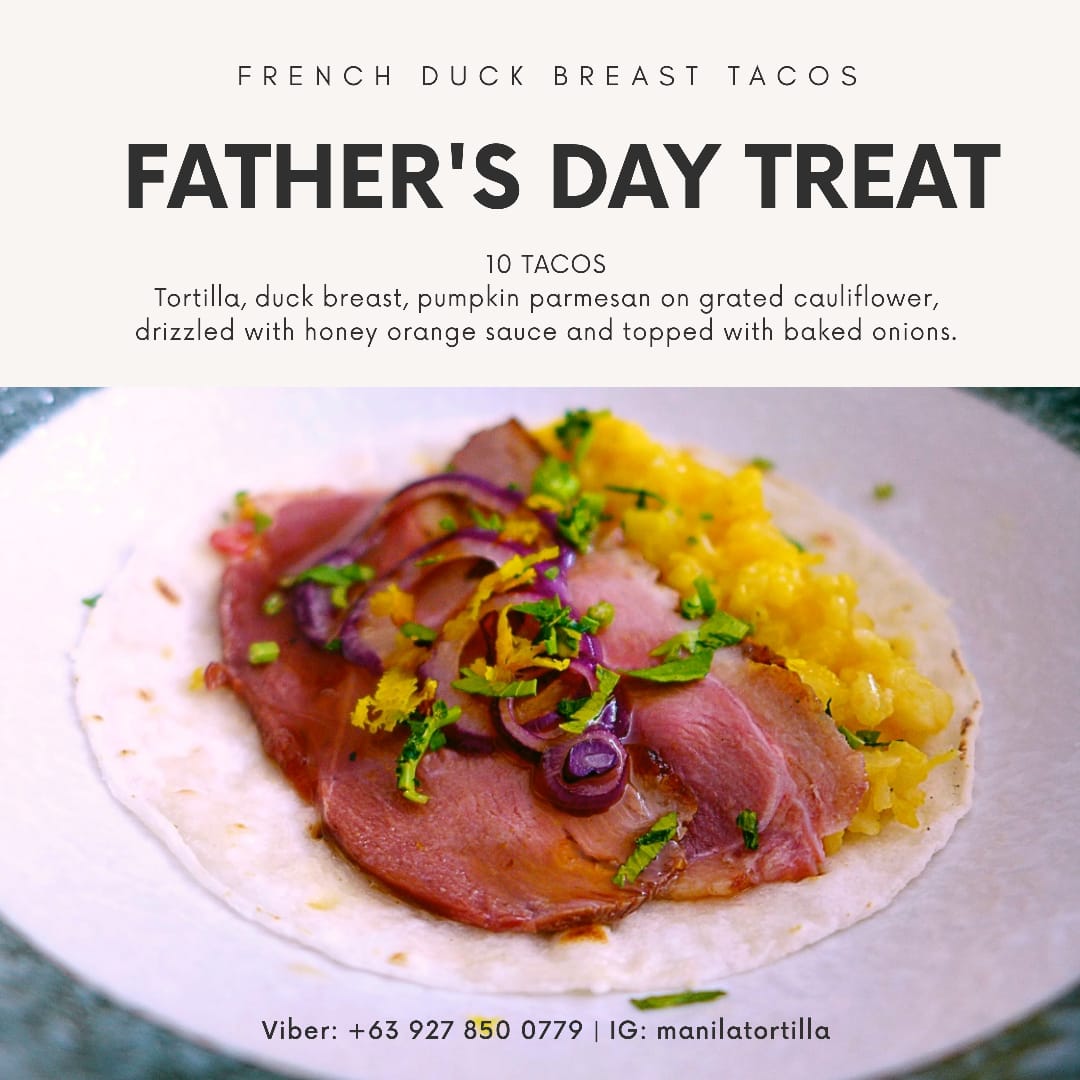 FRENCH DUCK BREAST TACOS
FATHER'S DAY TREAT
10 TACOS
Tortilla, duck breast, pumpkin parmesan on grated cauliflower,
drizzled with honey orange sauce and topped with baked onions.
Viber: +63 927 850 0779 | IG: manilatortilla